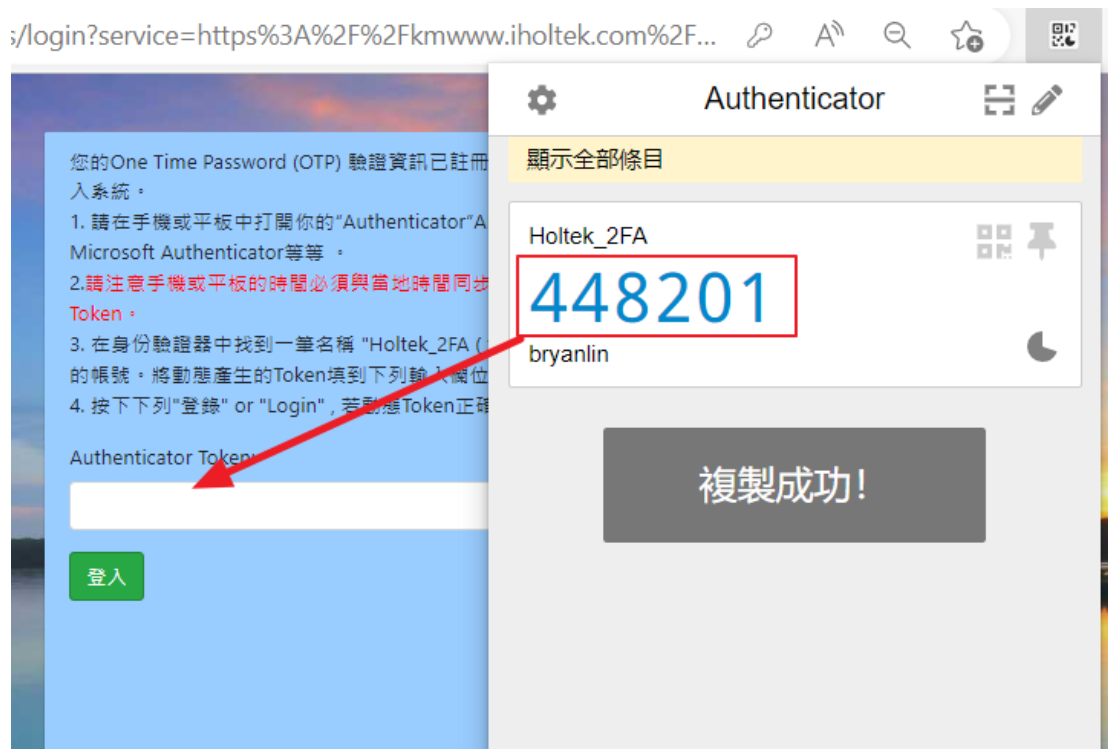 s/login?service=https%3A%2F%2Fkmwww.iholtek.com%2F...
您的One Time Password (OTP) 驗證資訊已註冊
入系統。
1. 請在手機或平板中打開你的“Authenticator”A
Microsoft Authenticator等等 。
2.請注意手機或平板的時間必須與當地時間同步
Token。
3. 在身份驗證器中找到一筆名稱 "Holtek_2FA (
的帳號。將動態產生的Token填到下列輸入欄位
4. 按下下列"登錄" or "Login" , 若動態Token正確
Authenticator Token:
登入
Authenticator
顯示全部條目
Holtek_2FA
448201
bryanlin
複製成功!